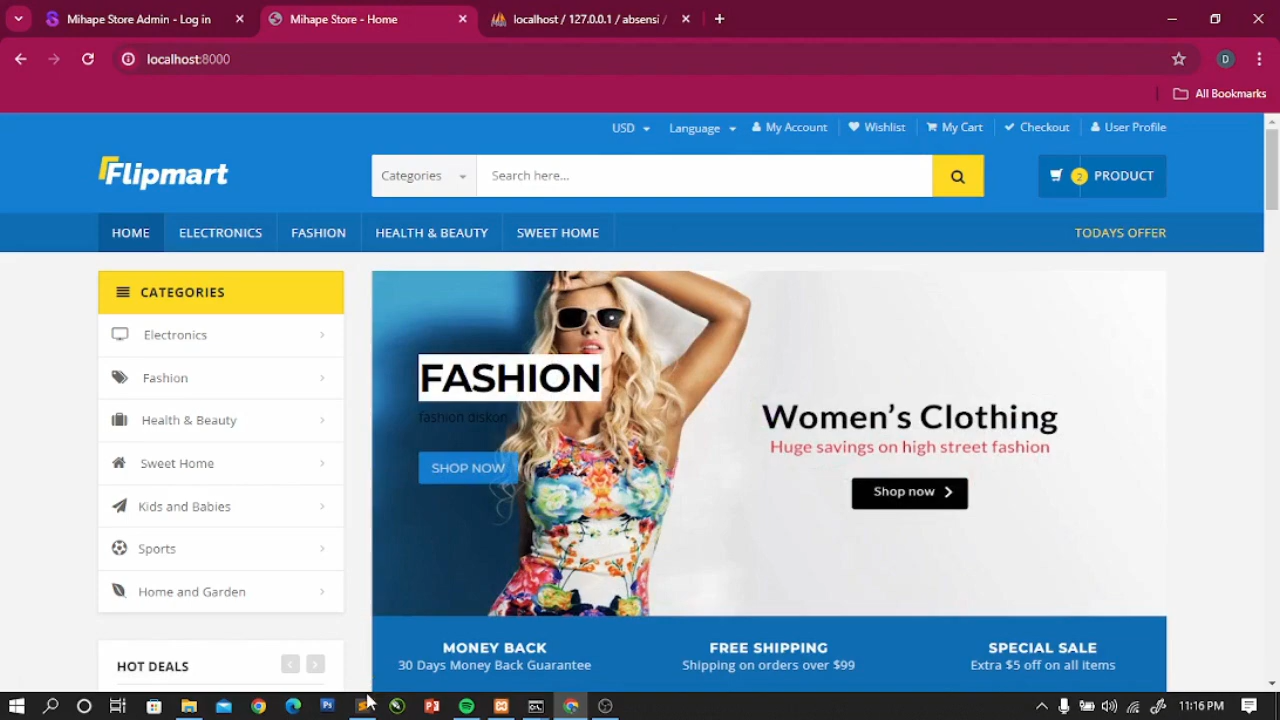 Mihape Store Admin - Log in
Mihape Store - Home
localhost / 127.0.0.1 / absensi /
localhost:8000
D
All Bookmarks
USD
Language
My Account
Wishlist
My Cart
Checkout
User Profile
Flipmart
Categories
Search here...
2
PRODUCT
HOME
ELECTRONICS
FASHION
HEALTH & BEAUTY
SWEET HOME
TODAYS OFFER
CATEGORIES
Electronics
Fashion
Health & Beauty
Sweet Home
Kids and Babies
Sports
Home and Garden
HOT DEALS
FASHION
fashion diskon
SHOP NOW
Women's Clothing
Huge savings on high street fashion
Shop now
MONEY BACK
30 Days Money Back Guarantee
FREE SHIPPING
Shipping on orders over $99
SPECIAL SALE
Extra $5 off on all items
11:16 PM